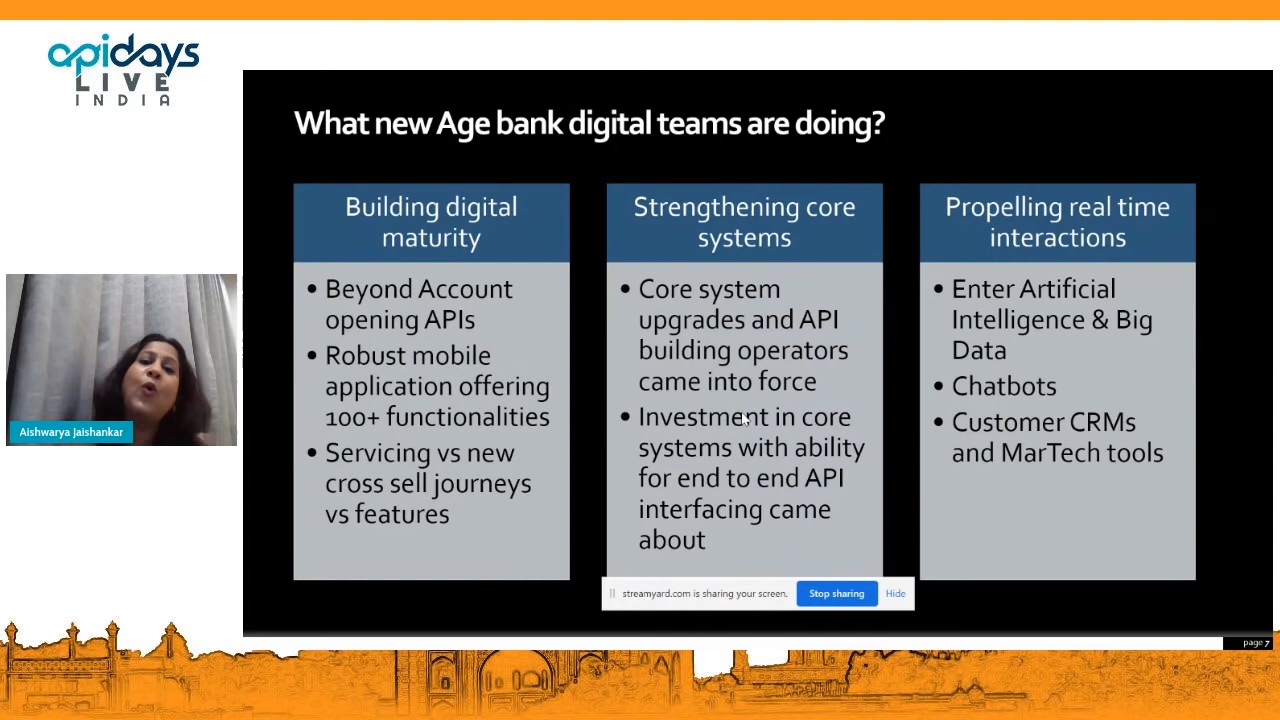 apidays
LIVE
INDIA
What new Age bank digital teams are doing?
Building digital
maturity
• Beyond Account
opening APIs
• Robust mobile
application offering
100+ functionalities
• Servicing vs new
cross sell journeys
vs features
Strengthening core
systems
• Core system
upgrades and API
building operators
came into force
• Investment in core
systems with ability
for end to end API
interfacing came
about
Propelling real time
interactions
• Enter Artificial
Intelligence & Big
Data
• Chatbots
• Customer CRMs
and MarTech tools
Aishwarya Jaishankar
streamyard.com is sharing your screen.
Stop sharing
Hide
page 7